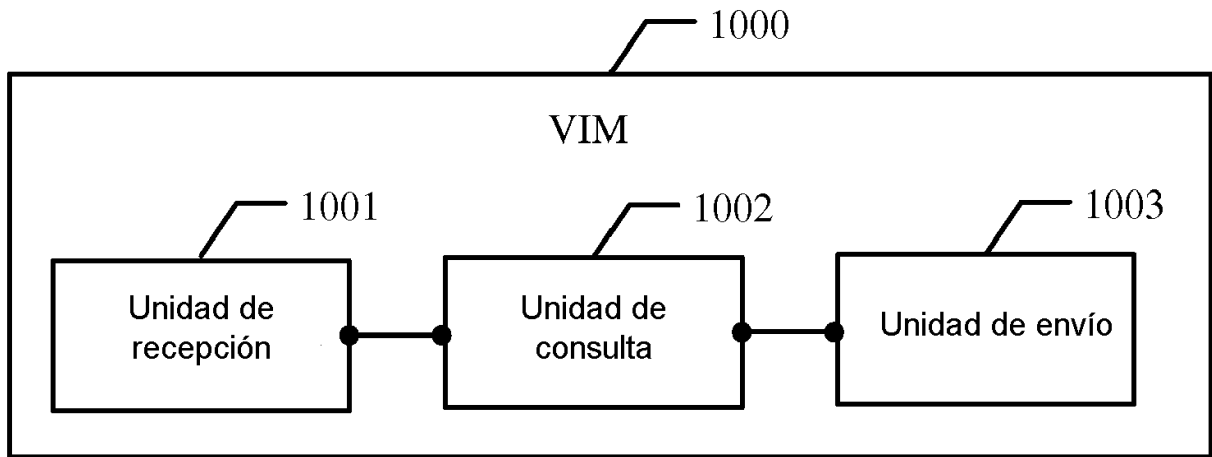 1000
VIM
1001
1002
1003
Unidad de
recepción
Unidad de
consulta
Unidad de envío